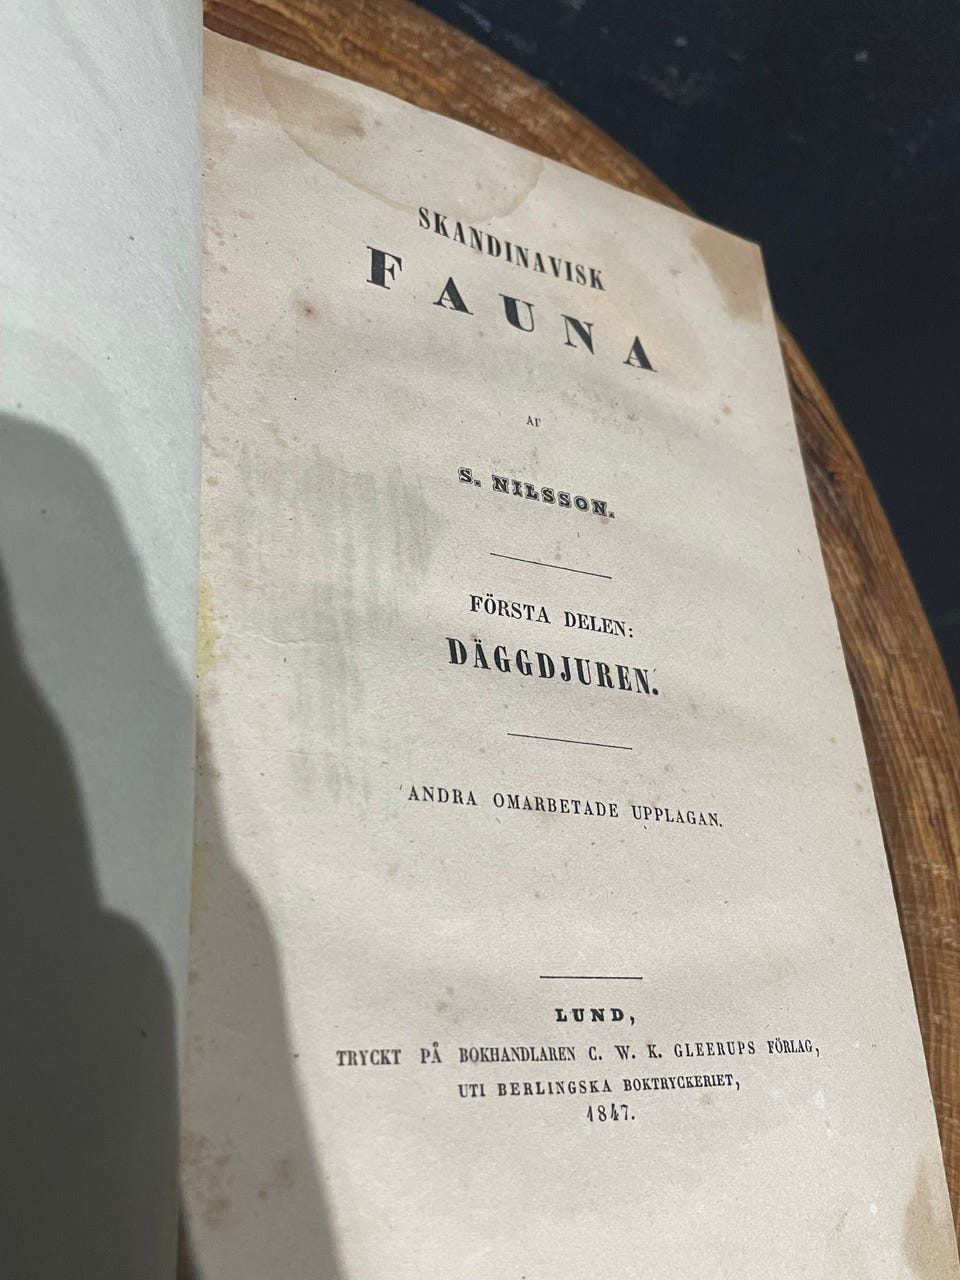 SKANDINAVISK
FAUNA
AF
S. NILSSON.
FÖRSTA DELEN:
DÄGGDJUREN.
ANDRA OMARBETADE UPPLAGAN.
LUND,
TRYCKT PÅ BOKHANDLAREN C. W. K. GLEERUPS FÖRLAG,
UTI BERLINGSKA BOKTRYCKERIET,
1847.